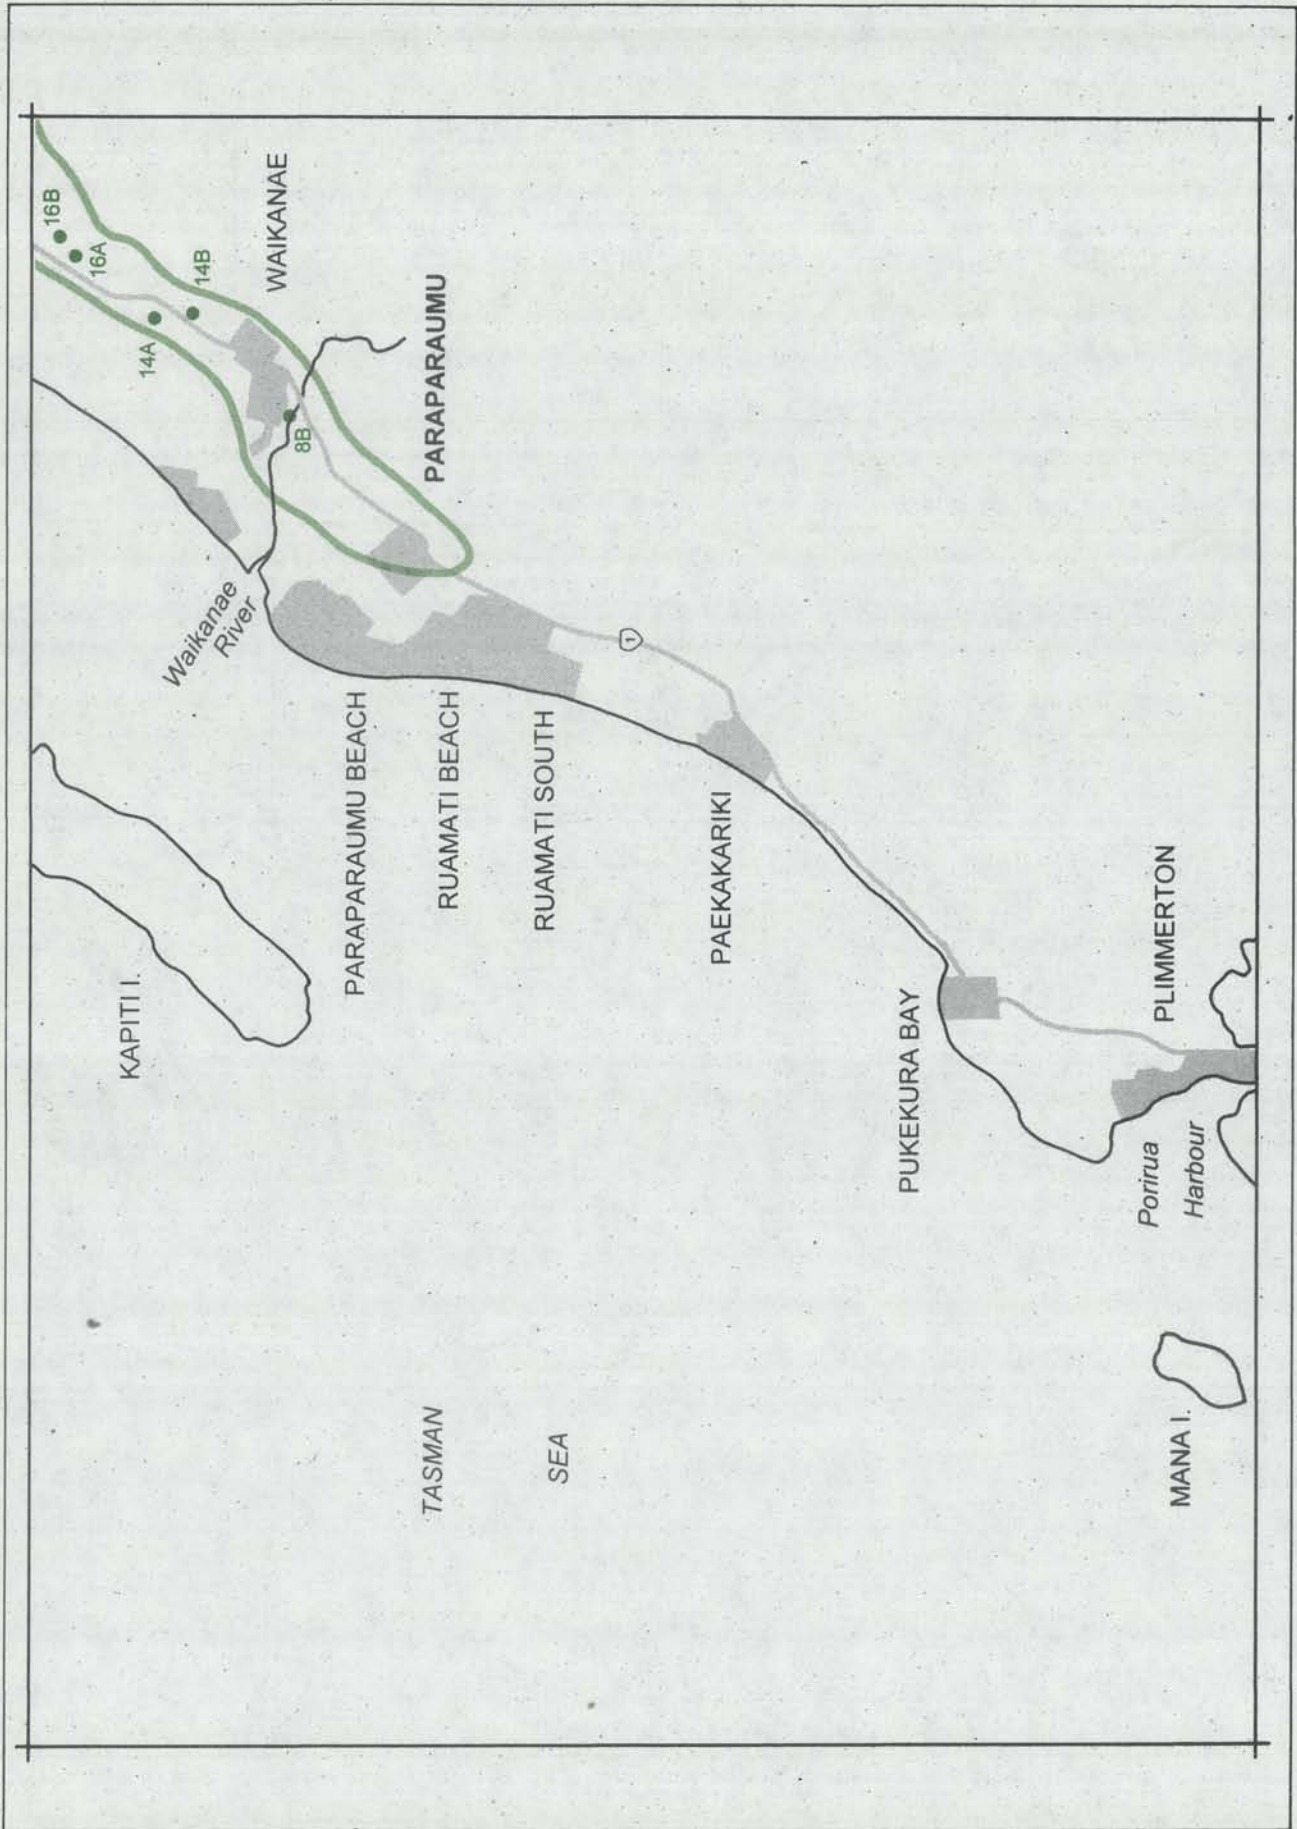 16B
16A
14B
14A
WAIKANAE
8B
PARAPARAUMU
Waikanae
River
1
PARAPARAUMU BEACH
RUAMATI BEACH
RUAMATI SOUTH
KAPITI I.
PAEKAKARIKI
PUKEKURA BAY
PLIMMERTON
Porirua
Harbour
TASMAN
SEA
MANA I.